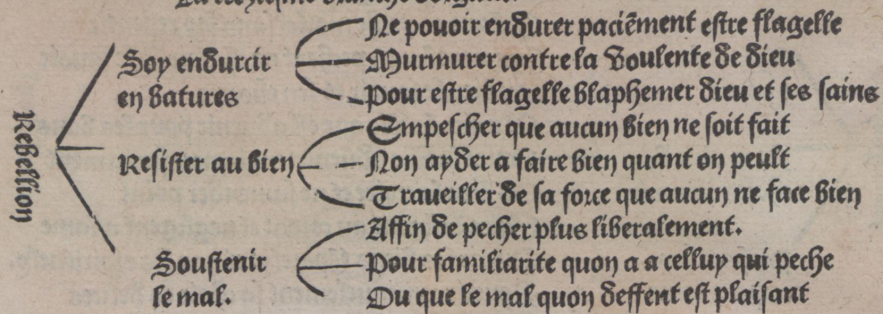 Rebellion
Soy endurcir
en batures
Ne pouoir endurer paciẽment estre flagelle
Murmurer contre la voulente de dieu
Pour estre flagelle blaphemer dieu et ses sains
Resister au bien
Empescher que aucun bien ne soit fait
Non ayder a faire bien quant on peult
Traueiller de sa force que aucun ne face bien
Soustenir
le mal.
Affin de pecher plus liberalement.
Pour familiarite quon a a celluy qui peche
Ou que le mal quon deffent est plaisant